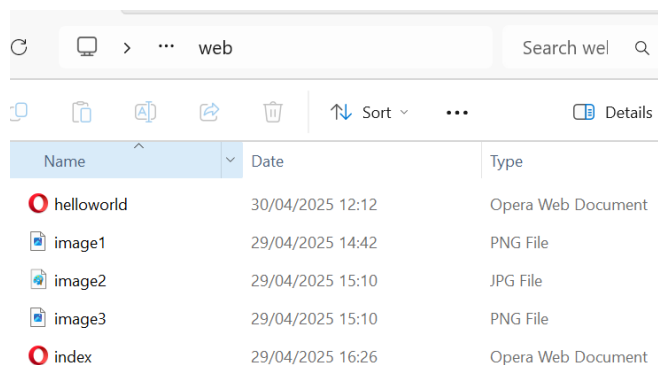 web
Search wel
Sort
Details
Name Date Type
helloworld 30/04/2025 12:12 Opera Web Document
image1 29/04/2025 14:42 PNG File
image2 29/04/2025 15:10 JPG File
image3 29/04/2025 15:10 PNG File
index 29/04/2025 16:26 Opera Web Document